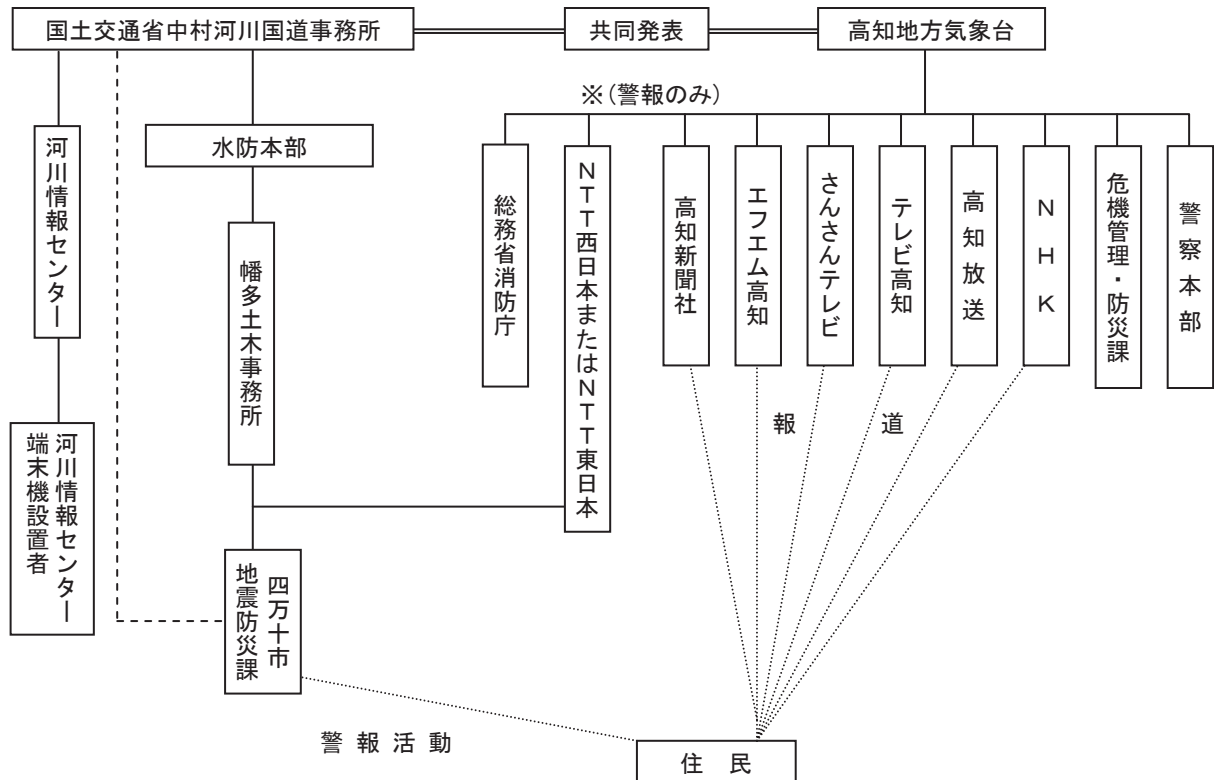 国土交通省中村河川国道事務所
共同発表
高知地方気象台
※(警報のみ)
河川情報センター
水防本部
総務省消防庁
NTT西日本またはNTT東日本
高知新聞社
エフエム高知
さんさんテレビ
テレビ高知
高知放送
NHK
危機管理・防災課
警察本部
幡多土木事務所
報道
河川情報センター
端末機設置者
四万十市
地震防災課
警報活動
住民